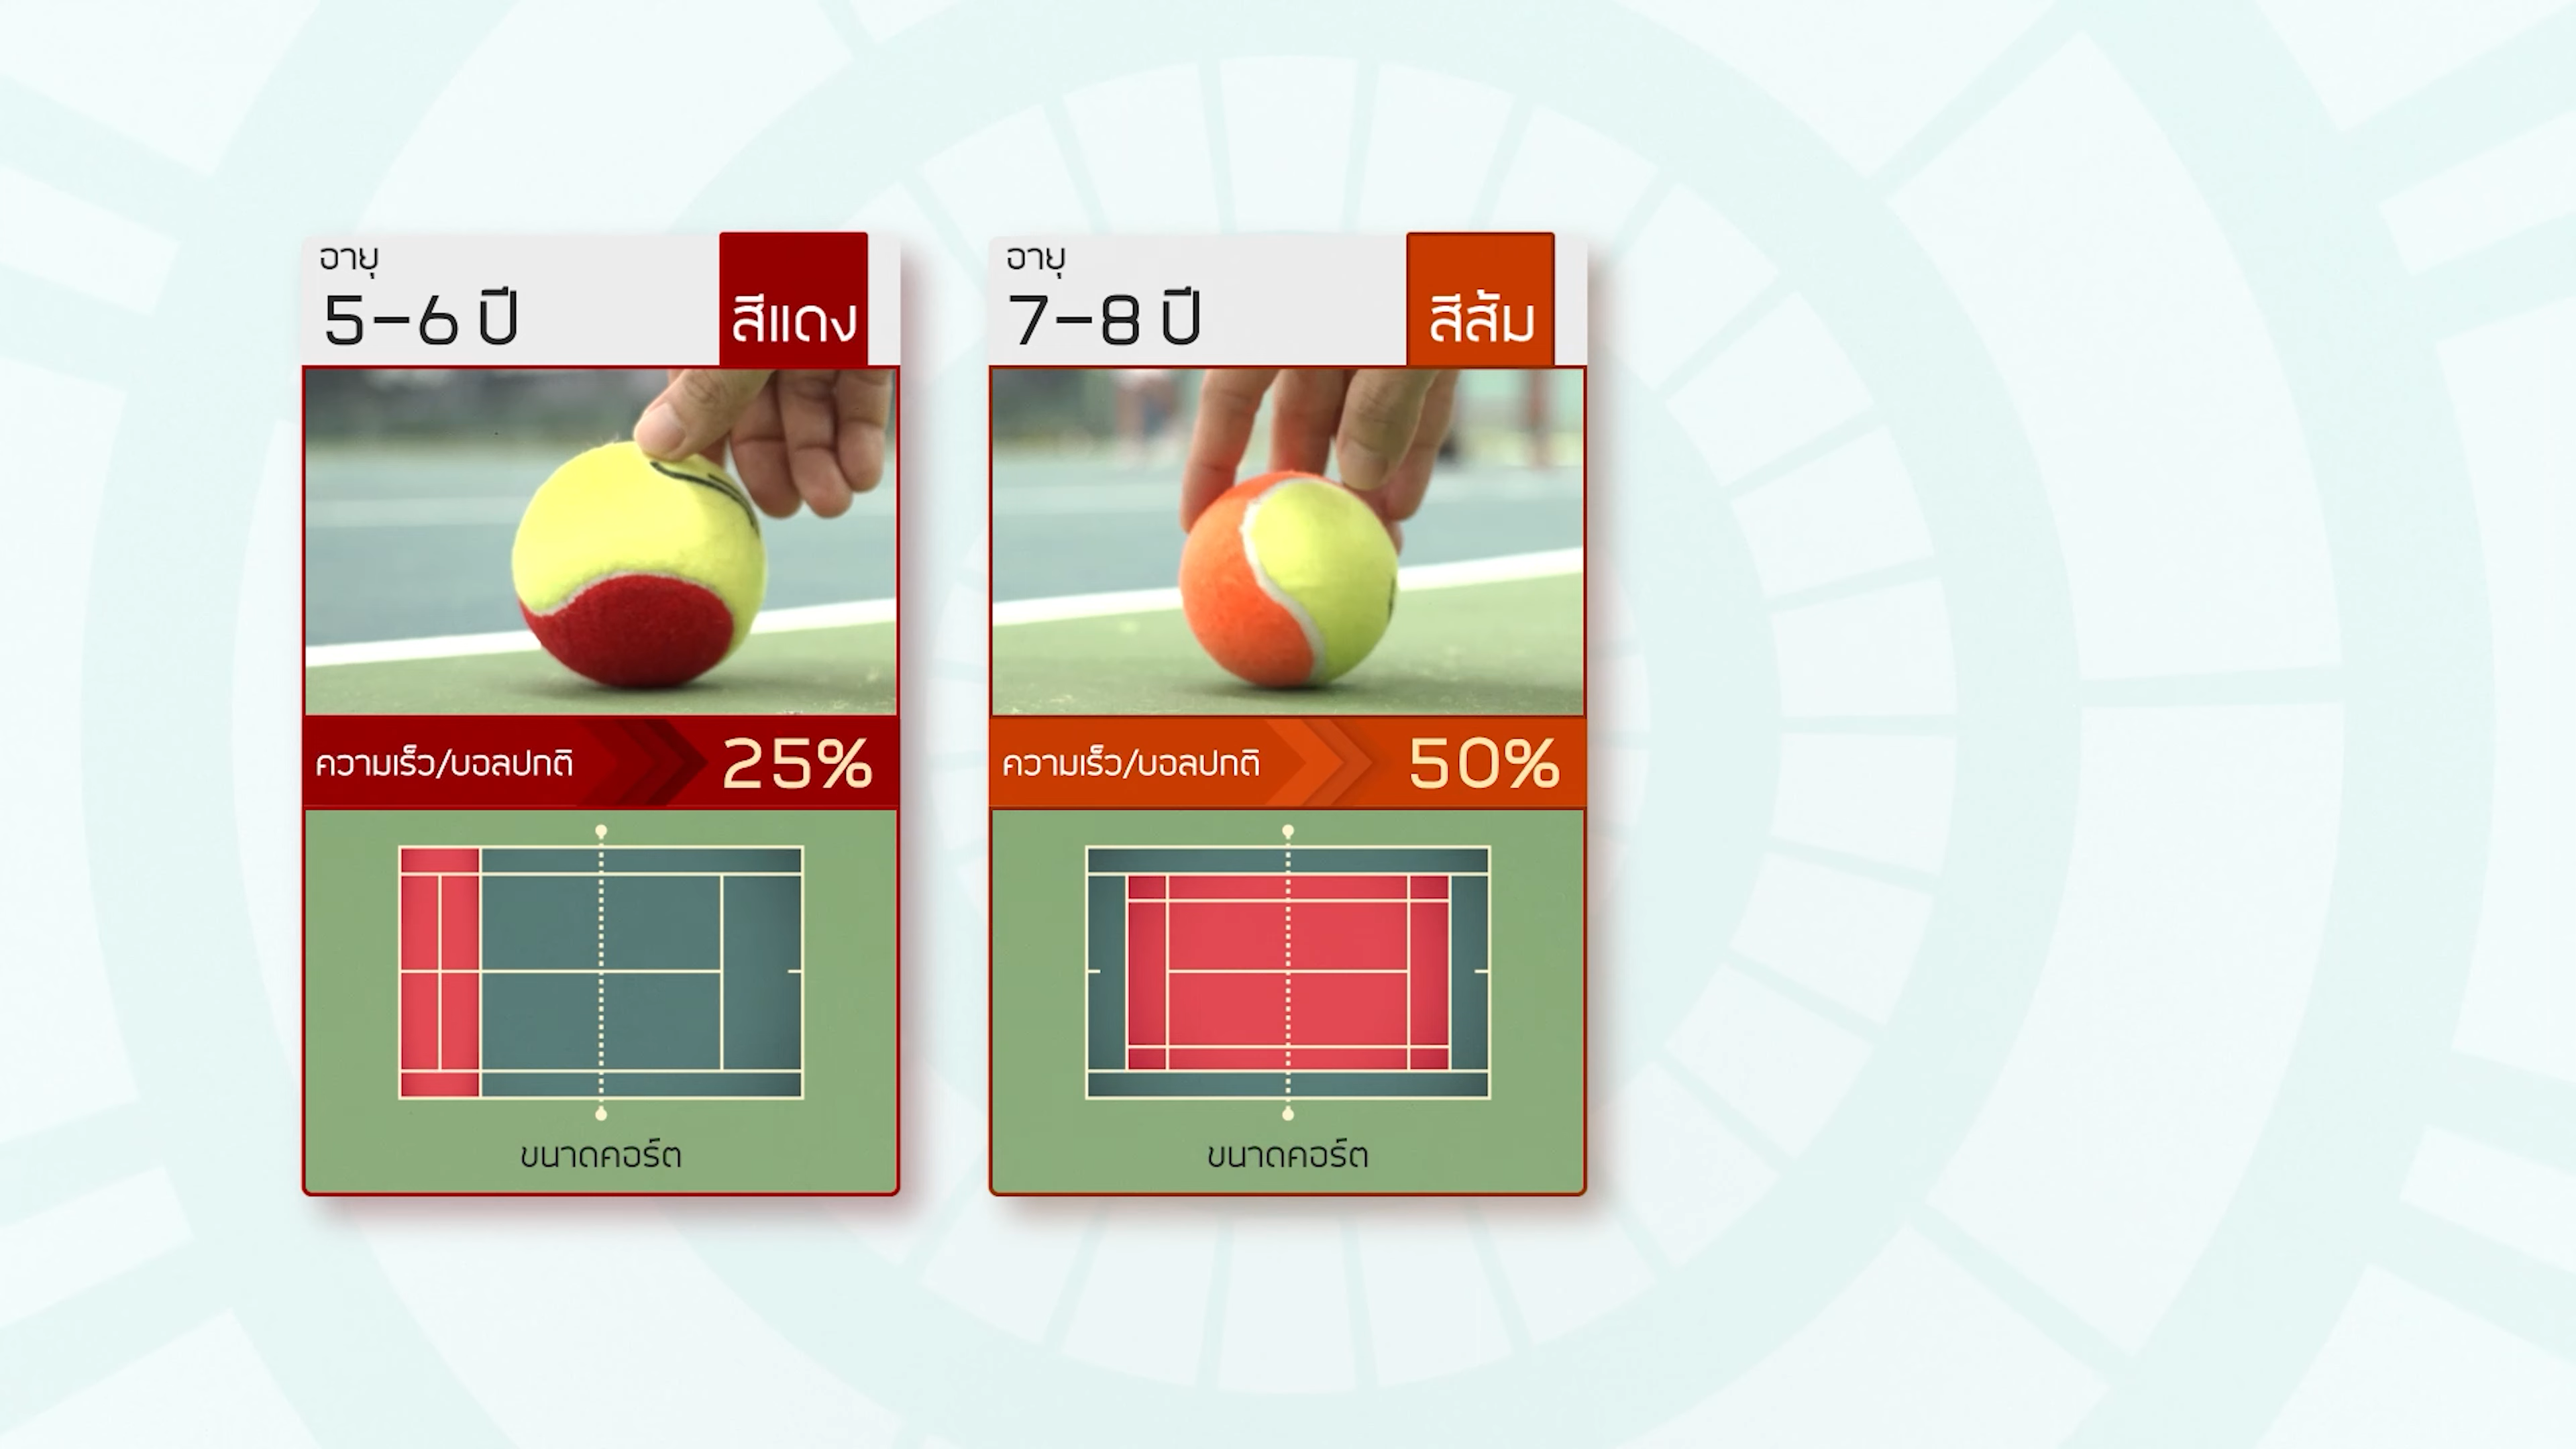 อายุ
5-6 ปี
สีแดง
ความเร็ว/บอลปกติ
25%
ขนาดคอร์ต
อายุ
7-8 ปี
สีส้ม
ความเร็ว/บอลปกติ
50%
ขนาดคอร์ต